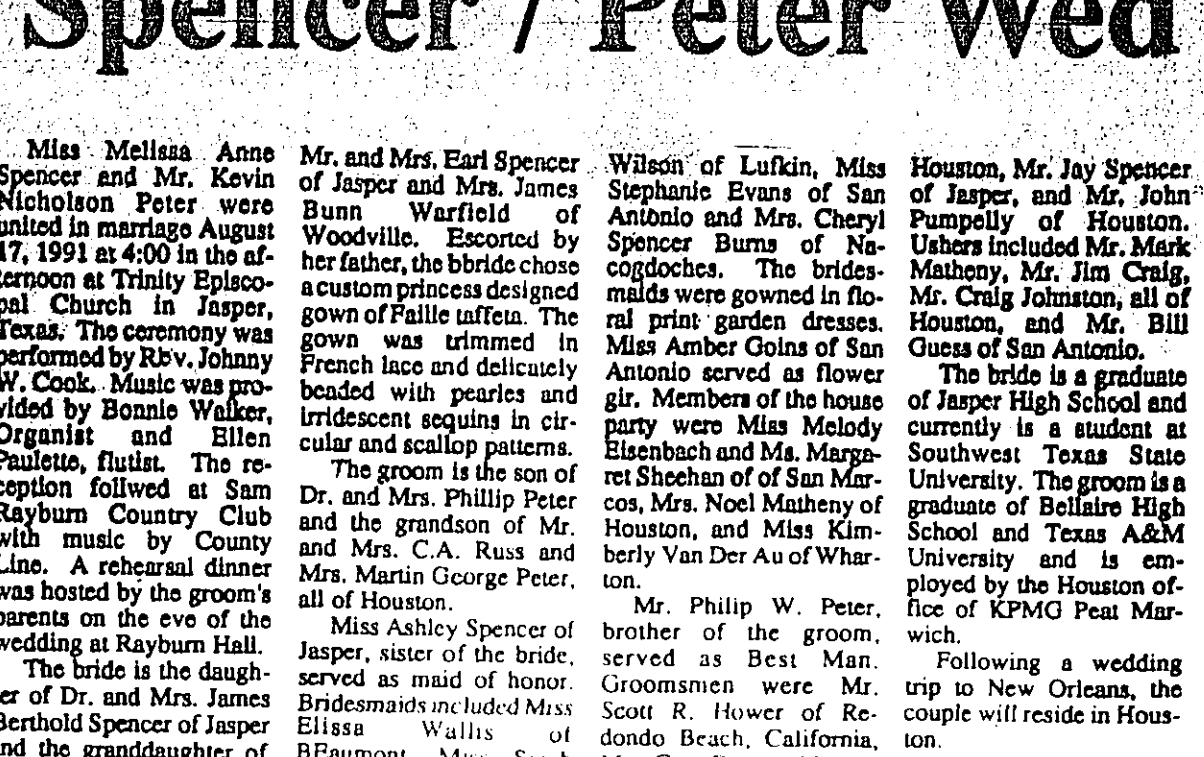 Spencer / Peter Wed
Miss Melissa Anne
Spencer and Mr. Kevin
Nicholson Peter were
united in marriage August
17, 1991 at 4:00 in the af-
ternoon at Trinity Episco-
pal Church in Jasper,
Texas. The ceremony was
performed by Rbv. Johnny
W. Cook. Music was pro-
vided by Bonnie Walker,
Organist and Ellen
Paulette, flutist. The re-
ception follwed at Sam
Rayburn Country Club
with music by County
Line. A rehearsal dinner
was hosted by the groom's
parents on the eve of the
wedding at Rayburn Hall.
The bride is the daugh-
ter of Dr. and Mrs. James
Berthold Spencer of Jasper
and the granddaughter of
Mr. and Mrs. Earl Spencer
of Jasper and Mrs. James
Bunn Warfield of
Woodville. Escorted by
her father, the bbride chose
a custom princess designed
gown of Faille taffeta. The
gown was trimmed in
French lace and delicately
beaded with pearles and
irridescent sequins in cir-
cular and scallop patterns.
The groom is the son of
Dr. and Mrs. Phillip Peter
and the grandson of Mr.
and Mrs. C.A. Russ and
Mrs. Martin George Peter,
all of Houston.
Miss Ashley Spencer of
Jasper, sister of the bride,
served as maid of honor.
Bridesmaids included Miss
Elissa Wallis of
BEaumont, Miss
Wilson of Lufkin, Miss
Stephanie Evans of San
Antonio and Mrs. Cheryl
Spencer Burns of Na-
cogdoches. The brides-
maids were gowned in flo-
ral print garden dresses.
Miss Amber Goins of San
Antonio served as flower
gir. Members of the house
party were Miss Melody
Eisenbach and Ms. Marga-
ret Sheehan of of San Mar-
cos, Mrs. Noel Matheny of
Houston, and Miss Kim-
berly Van Der Au of Whar-
ton.
Mr. Philip W. Peter,
brother of the groom,
served as Best Man.
Groomsmen were Mr.
Scott R. Hower of Re-
dondo Beach, California,
Houston, Mr. Jay Spencer
of Jasper, and Mr. John
Pumpelly of Houston.
Ushers included Mr. Mark
Matheny, Mr. Jim Craig,
Mr. Craig Johnston, all of
Houston, and Mr. Bill
Guess of San Antonio.
The bride is a graduate
of Jasper High School and
currently is a student at
Southwest Texas State
University. The groom is a
graduate of Bellaire High
School and Texas A&M
University and is em-
ployed by the Houston of-
fice of KPMG Peat Mar-
wich.
Following a wedding
trip to New Orleans, the
couple will reside in Hous-
ton.